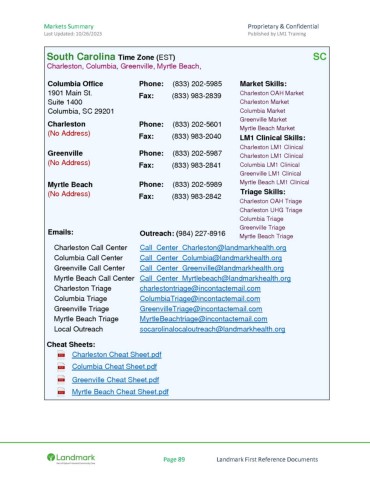 Markets Summary Proprietary & Confidential
Last Updated: 10/26/2023 Published by LM1 Training
South Carolina Time Zone (EST) SC
Charleston, Columbia, Greenville, Myrtle Beach,
Columbia Office Phone: (833) 202-5985 Market Skills:
1901 Main St. Fax: (833) 983-2839 Charleston OAH Market
Suite 1400 Charleston Market
Columbia, SC 29201 Columbia Market
Greenville Market
Charleston Phone: (833) 202-5601 Myrtle Beach Market
(No Address) Fax: (833) 983-2040 LM1 Clinical Skills:
Charleston LM1 Clinical
Greenville Phone: (833) 202-5987 Charleston LM1 Clinical
(No Address) Fax: (833) 983-2841 Columbia LM1 Clinical
Greenville LM1 Clinical
Myrtle Beach Phone: (833) 202-5989 Myrtle Beach LM1 Clinical
(No Address) Fax: (833) 983-2842 Triage Skills:
Charleston OAH Triage
Charleston UHG Triage
Columbia Triage
Greenville Triage
Emails: Outreach: (984) 227-8916 Myrtle Beach Triage
Charleston Call Center Call_Center_Charleston@landmarkhealth.org
Columbia Call Center Call_Center_Columbia@landmarkhealth.org
Greenville Call Center Call_Center_Greenville@landmarkhealth.org
Myrtle Beach Call Center Call_Center_Myrtlebeach@landmarkhealth.org
Charleston Triage charlestontriage@incontactemail.com
Columbia Triage ColumbiaTriage@incontactemail.com
Greenville Triage GreenvilleTriage@incontactemail.com
Myrtle Beach Triage MyrtleBeachtriage@incontactemail.com
Local Outreach socarolinalocaloutreach@landmarkhealth.org
Cheat Sheets:
Charleston Cheat Sheet.pdf
Columbia Cheat Sheet.pdf
Greenville Cheat Sheet.pdf
Myrtle Beach Cheat Sheet.pdf
Landmark Page 89 Landmark First Reference Documents